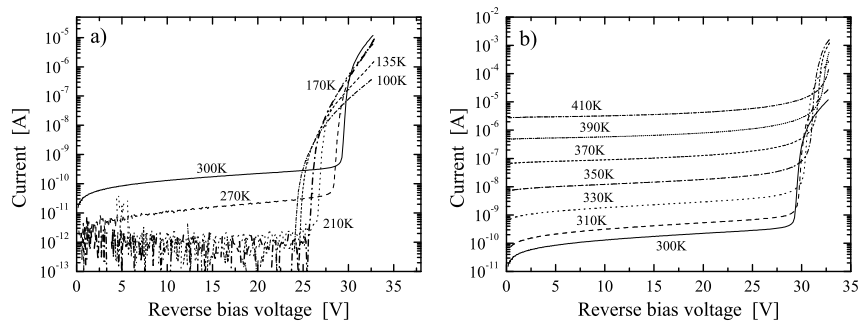 a)
10⁻⁵
10⁻⁶
10⁻⁷
10⁻⁸
10⁻⁹
10⁻¹⁰
10⁻¹¹
10⁻¹²
10⁻¹³
Current [A]
170K
135K
100K
300K
270K
210K
0 5 10 15 20 25 30 35
Reverse bias voltage [V]
b)
10⁻²
10⁻³
10⁻⁴
10⁻⁵
10⁻⁶
10⁻⁷
10⁻⁸
10⁻⁹
10⁻¹⁰
10⁻¹¹
Current [A]
410K
390K
370K
350K
330K
310K
300K
0 5 10 15 20 25 30 35
Reverse bias voltage [V]